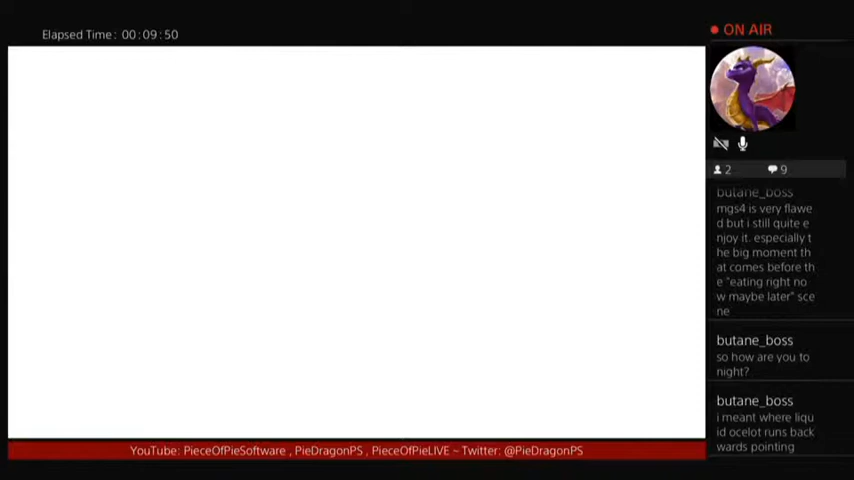 Elapsed Time: 00:09:50
ON AIR
2 9
butane_boss
mgs4 is very flawe
d but i still quite e
njoy it. especially t
he big moment th
at comes before th
e "eating right no
w maybe later" sce
ne
butane_boss
so how are you to
night?
butane_boss
i meant where liqu
id ocelot runs back
wards pointing
YouTube: PieceOfPieSoftware , PieDragonPS , PieceOfPieLIVE ~ Twitter: @PieDragonPS